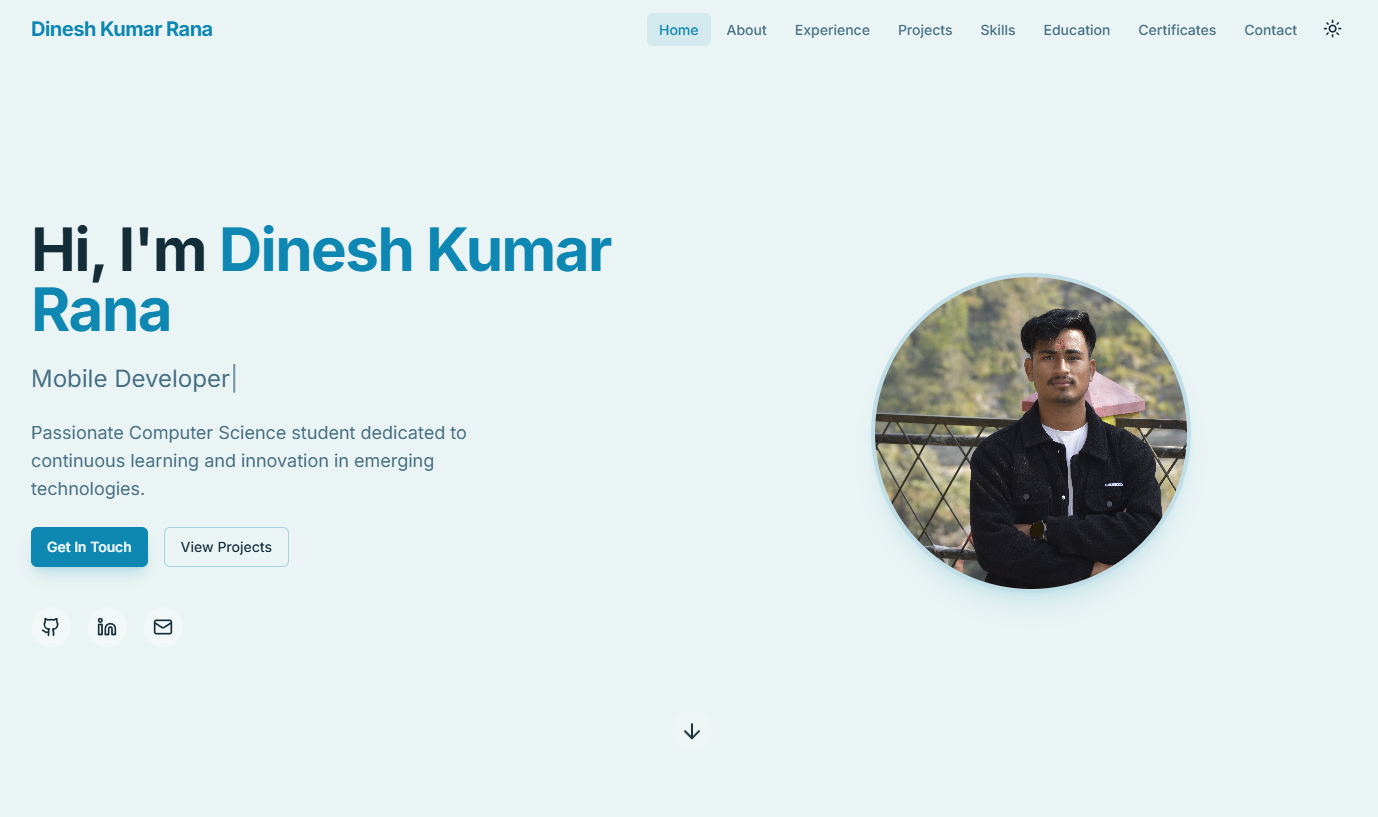 Dinesh Kumar Rana
Home About Experience Projects Skills Education Certificates Contact
Hi, I'm Dinesh Kumar
Rana
Mobile Developer
Passionate Computer Science student dedicated to
continuous learning and innovation in emerging
technologies.
Get In Touch View Projects